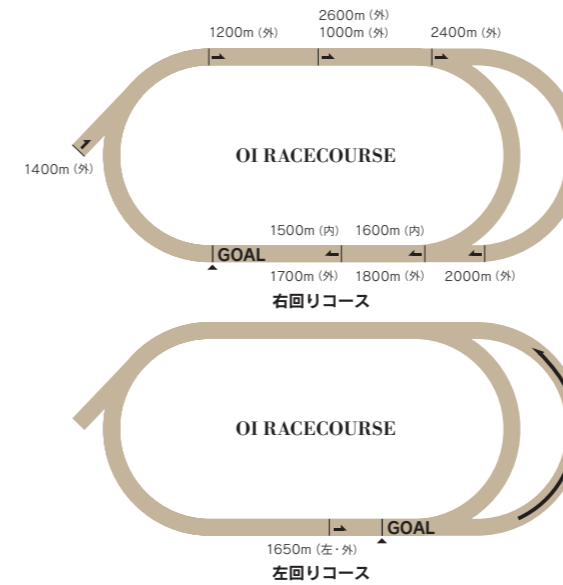 2600m (外)
1200m (外) 1000m (外) 2400m (外)
OI RACECOURSE
1400m (外)
1500m (内) 1600m (内)
GOAL
1700m (外) 1800m (外) 2000m (外)
右回りコース
OI RACECOURSE
GOAL
1650m (左・外)
左回りコース